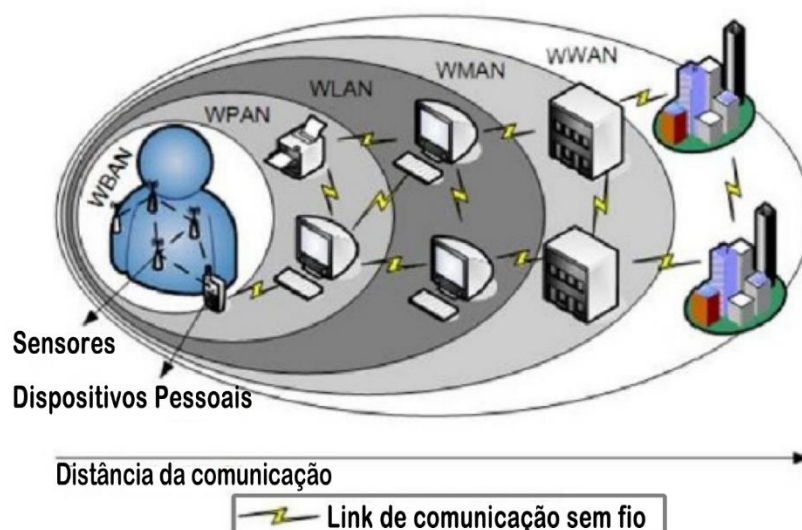 WBAN
WPAN
WLAN
WMAN
WWAN
Sensores
Dispositivos Pessoais
Distância da comunicação
Link de comunicação sem fio